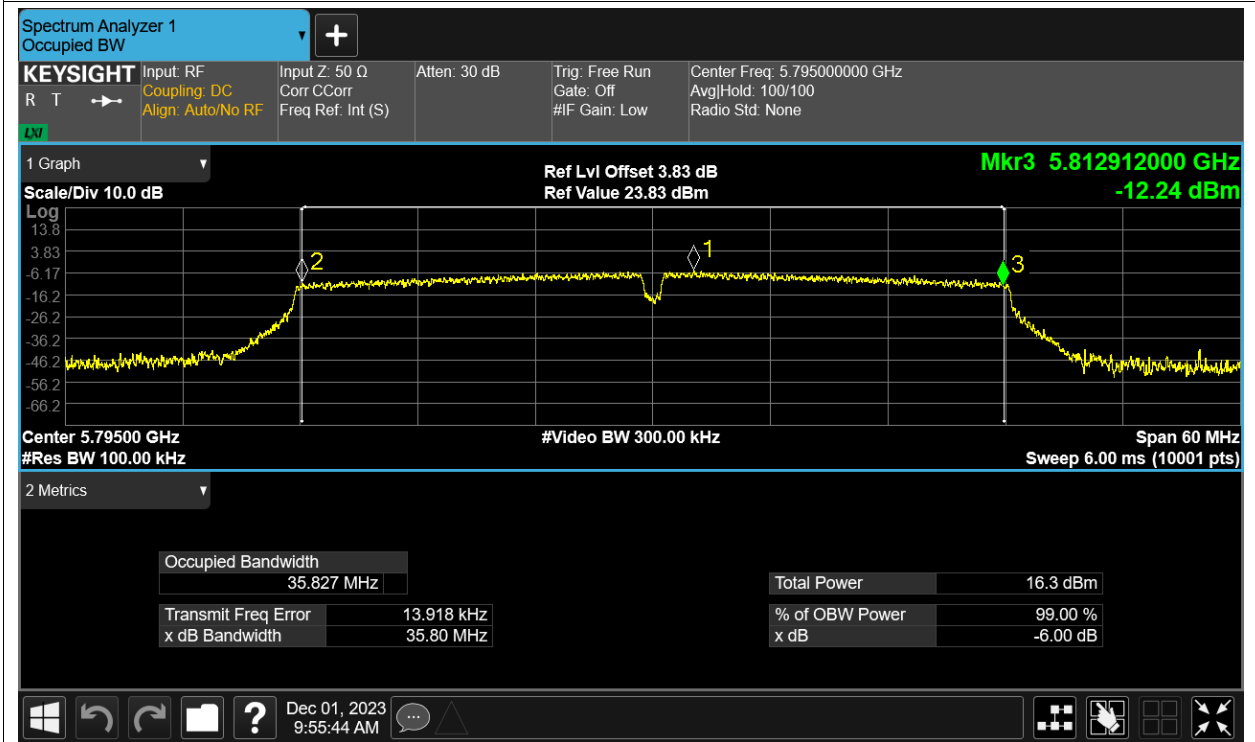 Spectrum Analyzer 1
Occupied BW
KEYSIGHT
R T
LXI
Input: RF
Coupling: DC
Align: Auto/No RF
Input Z: 50 Ω
Corr CCorr
Freq Ref: Int (S)
Atten: 30 dB
Trig: Free Run
Gate: Off
#IF Gain: Low
Center Freq: 5.795000000 GHz
Avg|Hold: 100/100
Radio Std: None
1 Graph
Scale/Div 10.0 dB
Ref Lvl Offset 3.83 dB
Ref Value 23.83 dBm
Mkr3 5.812912000 GHz
-12.24 dBm
Log
13.8
3.83
-6.17
-16.2
-26.2
-36.2
-46.2
-56.2
-66.2
2
1
3
Center 5.79500 GHz
#Res BW 100.00 kHz
#Video BW 300.00 kHz
Span 60 MHz
Sweep 6.00 ms (10001 pts)
2 Metrics
Occupied Bandwidth
35.827 MHz
Transmit Freq Error 13.918 kHz
x dB Bandwidth 35.80 MHz
Total Power 16.3 dBm
% of OBW Power 99.00 %
x dB -6.00 dB
?
Dec 01, 2023
9:55:44 AM